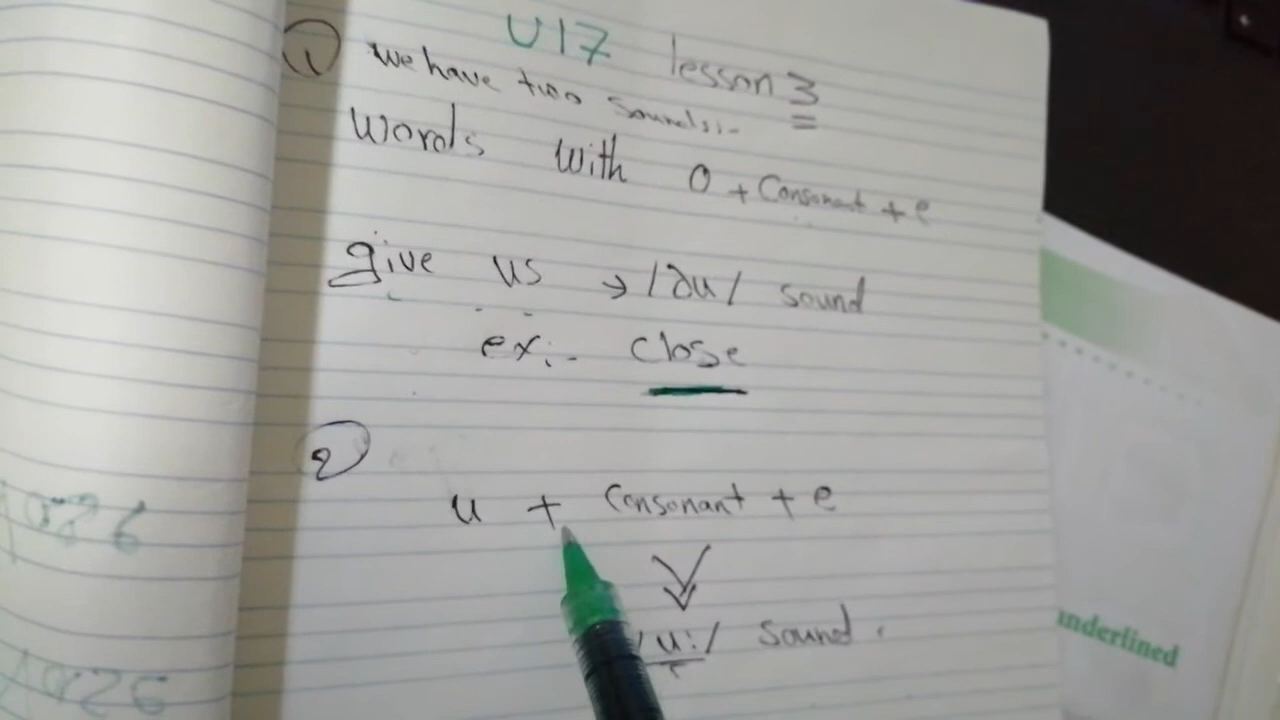 U17 lesson 3
① we have two sounds:-
words with o + Consonant + e
give us → /əu/ sound
ex:- close
②
u + Consonant + e
/u:/ sound.
underlined